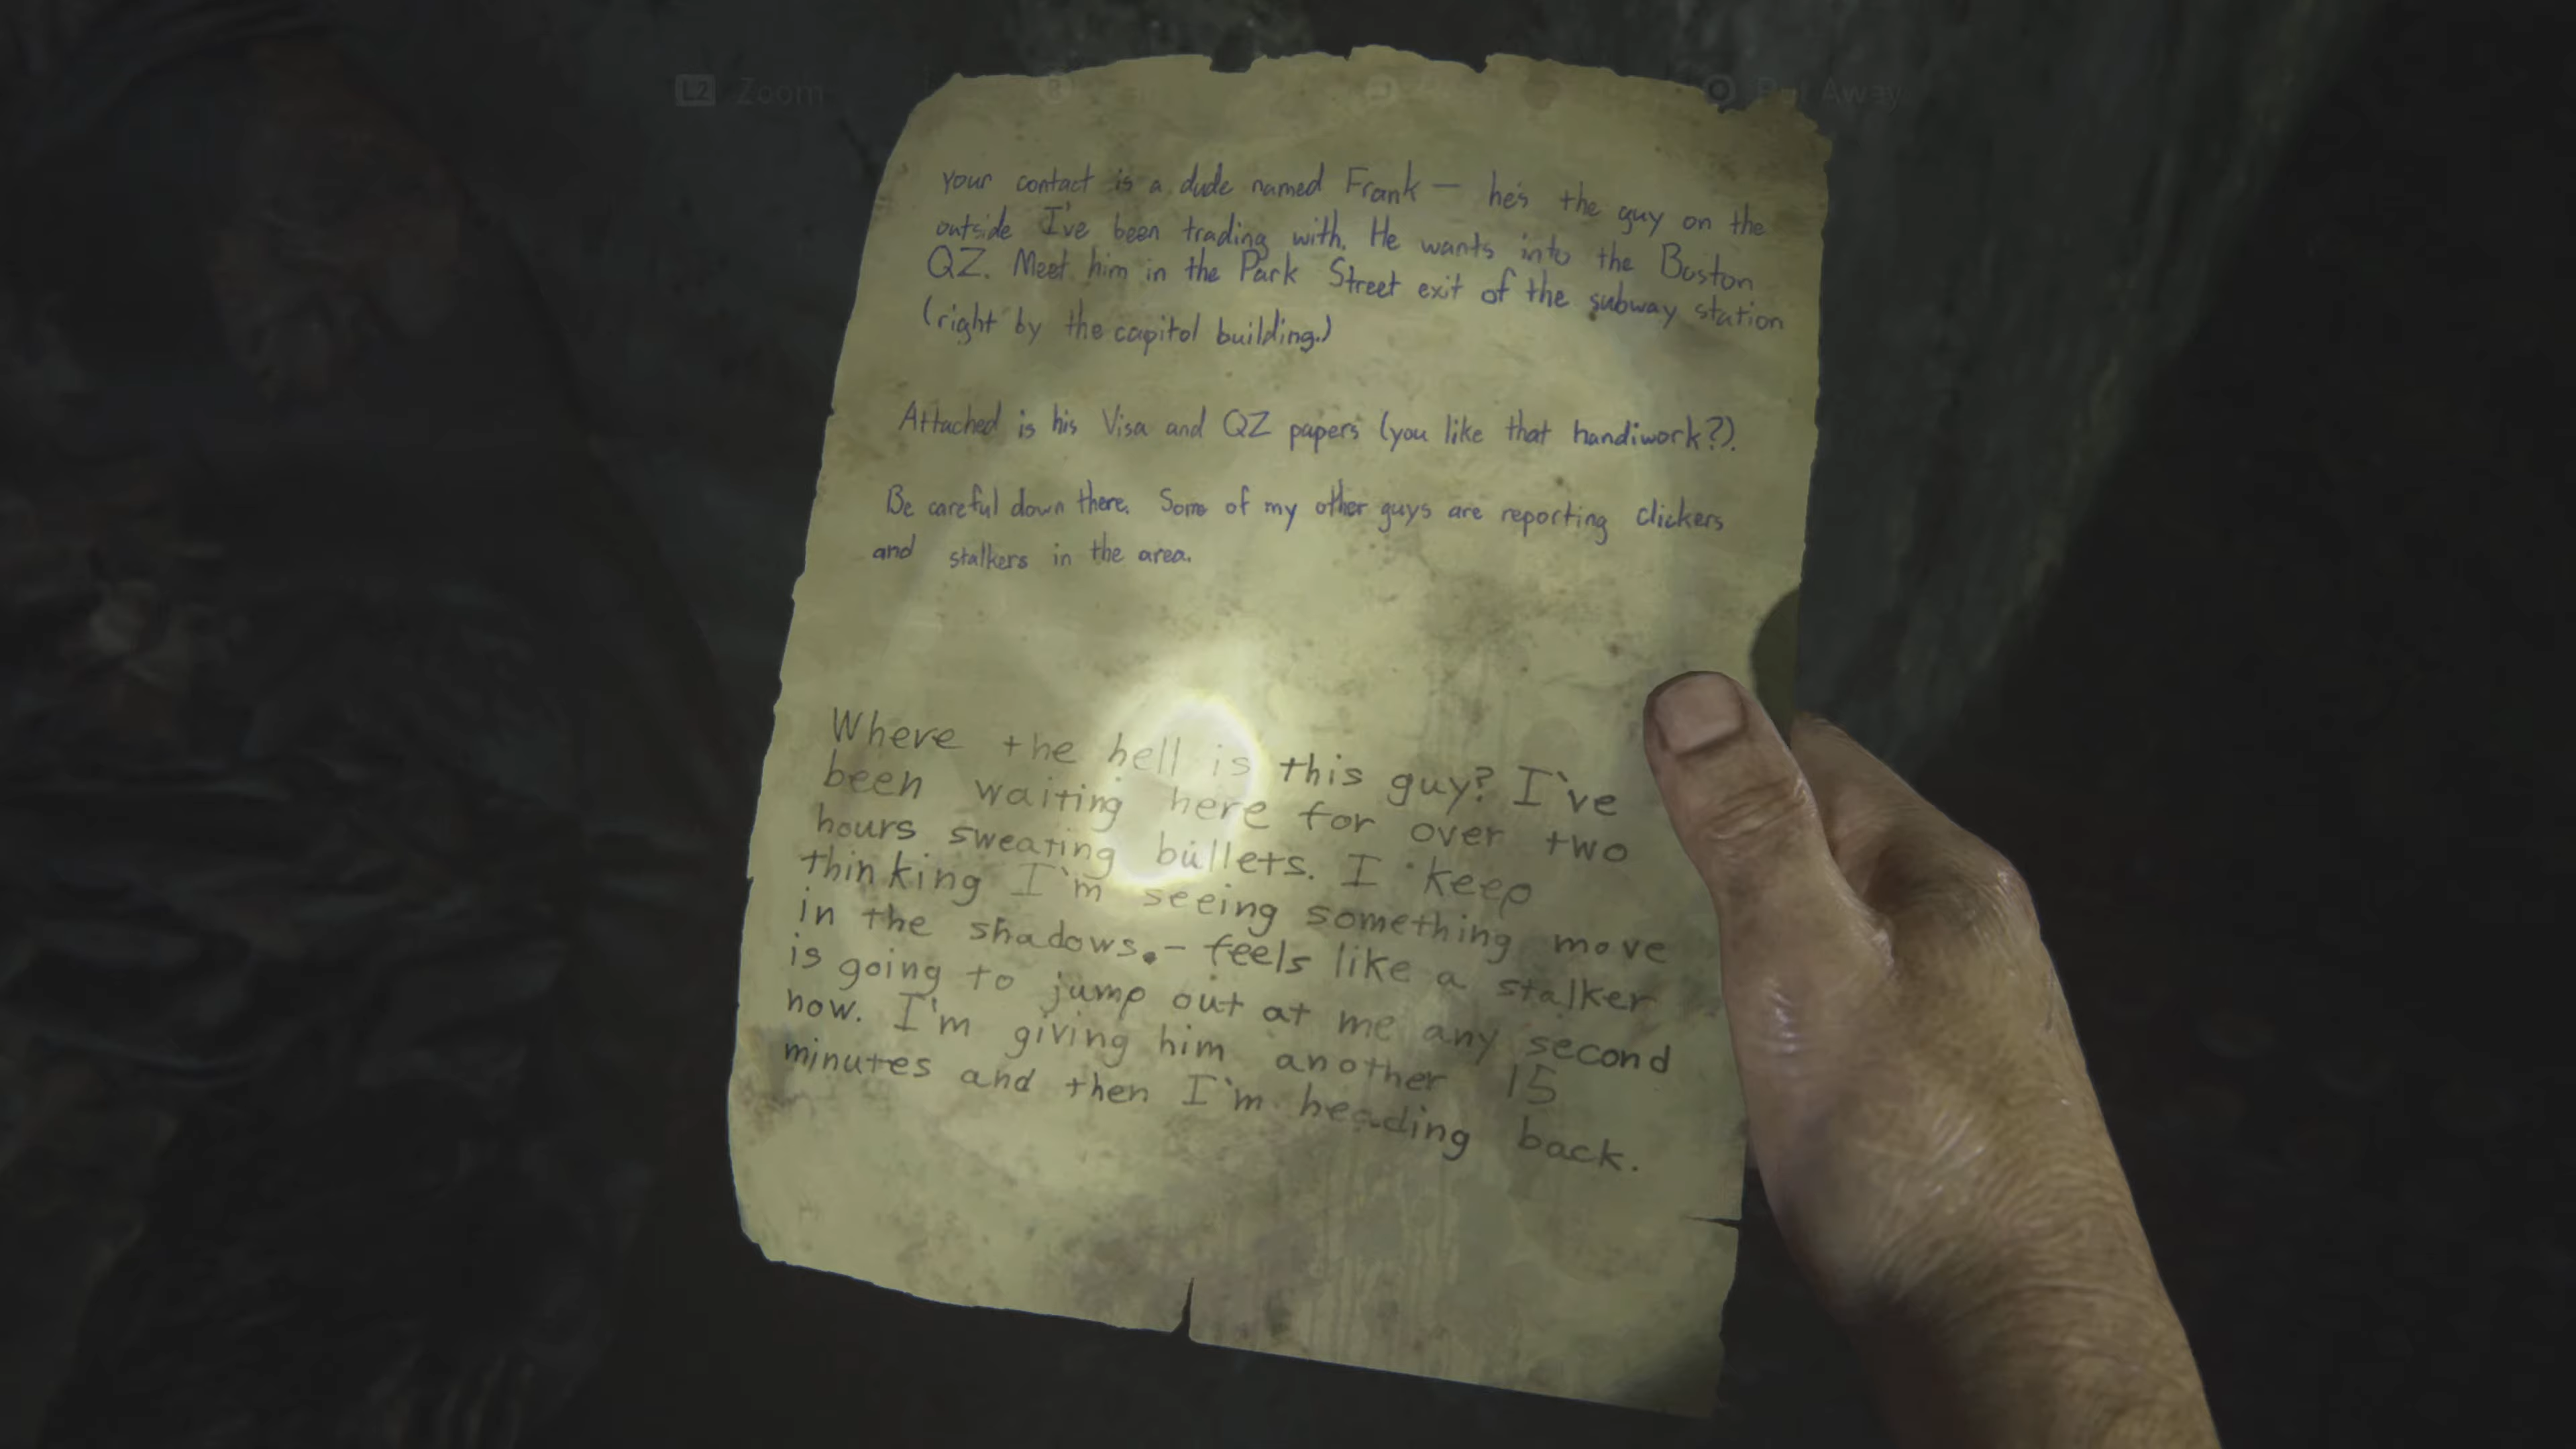 L2 Zoom
Put Away
Your contact is a dude named Frank — he's the guy on the
outside I've been trading with. He wants into the Boston
QZ. Meet him in the Park Street exit of the subway station
(right by the capitol building.)
Attached is his Visa and QZ papers (you like that handiwork?).
Be careful down there. Some of my other guys are reporting clickers
and stalkers in the area.
Where the hell is this guy? I've
been waiting here for over two
hours sweating bullets. I keep
thinking I'm seeing something move
in the shadows. – feels like a stalker
is going to jump out at me any second
now. I'm giving him another 15
minutes and then I'm heading back.